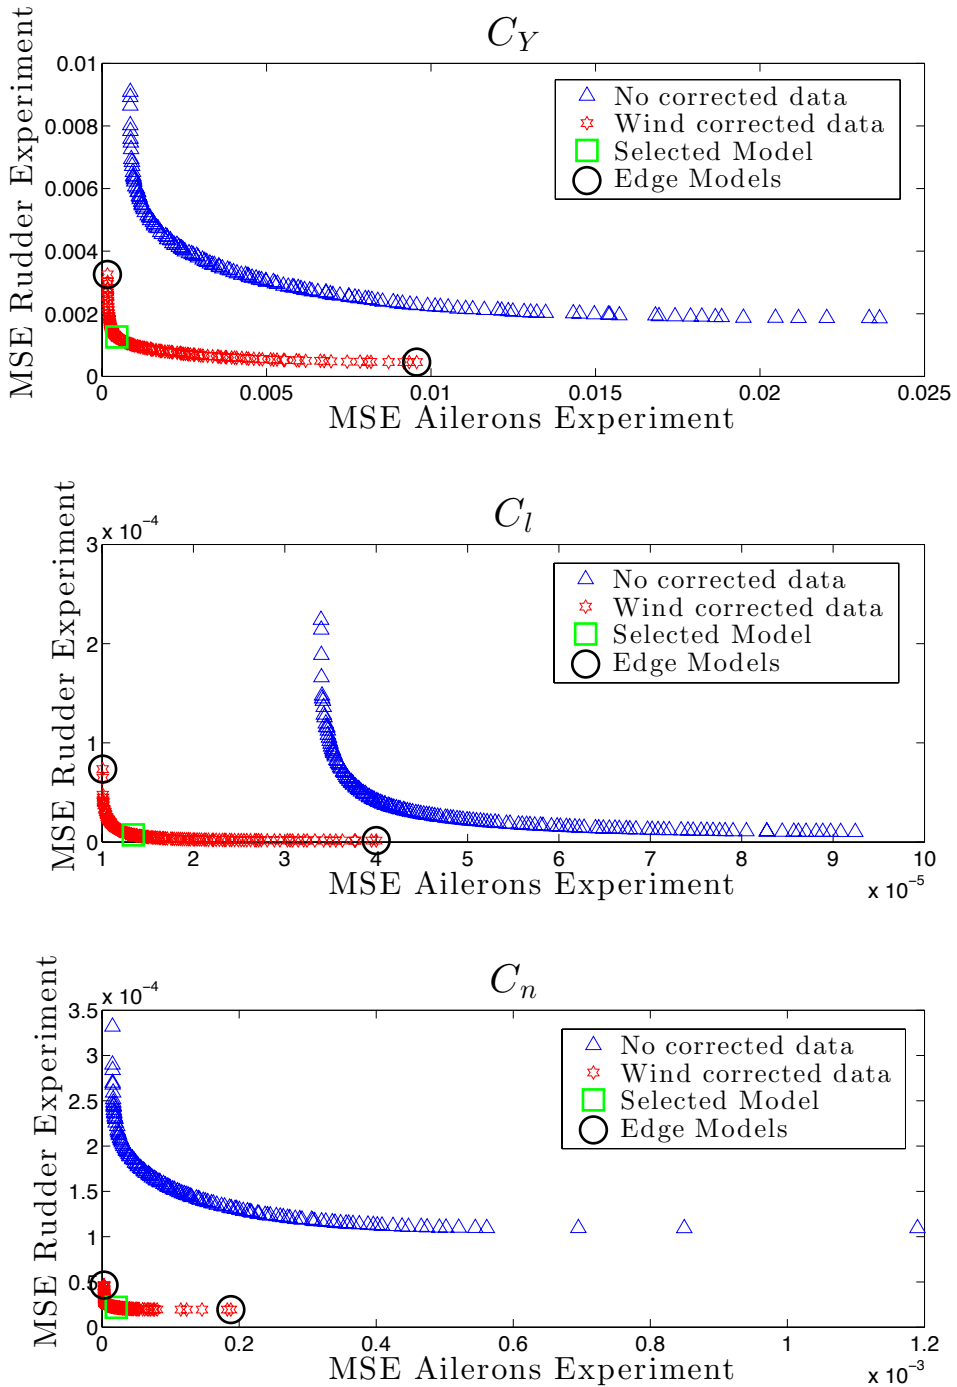 C_Y
MSE Rudder Experiment
0.01
0.008
0.006
0.004
0.002
0
No corrected data
Wind corrected data
Selected Model
Edge Models
0 0.005 0.01 0.015 0.02 0.025
MSE Ailerons Experiment
C_l
x 10^-4
MSE Rudder Experiment
3
2
1
0
No corrected data
Wind corrected data
Selected Model
Edge Models
1 2 3 4 5 6 7 8 9 10
MSE Ailerons Experiment
x 10^-5
C_n
x 10^-4
MSE Rudder Experiment
3.5
3
2.5
2
1.5
1
0.5
0
No corrected data
Wind corrected data
Selected Model
Edge Models
0 0.2 0.4 0.6 0.8 1 1.2
MSE Ailerons Experiment
x 10^-3